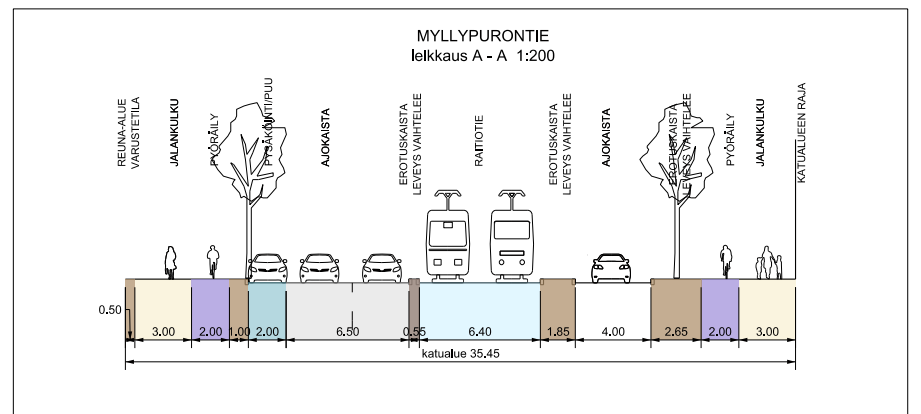 MYLLYPURONTIE
leikkaus A - A 1:200
REUNA-ALUE
VARUSTETILA
JALANKULKU
PYÖRÄILY
PYSÄKÖINTI/PUU
AJOKAISTA
EROTUSKAISTA
LEVEYS VAIHTELEE
RAITIOTIE
EROTUSKAISTA
LEVEYS VAIHTELEE
AJOKAISTA
EROTUSKAISTA
LEVEYS VAIHTELEE
PYÖRÄILY
JALANKULKU
KATUALUEEN RAJA
0.50
3.00
2.00
1.00
2.00
6.50
0.55
6.40
1.85
4.00
2.65
2.00
3.00
katualue 35.45